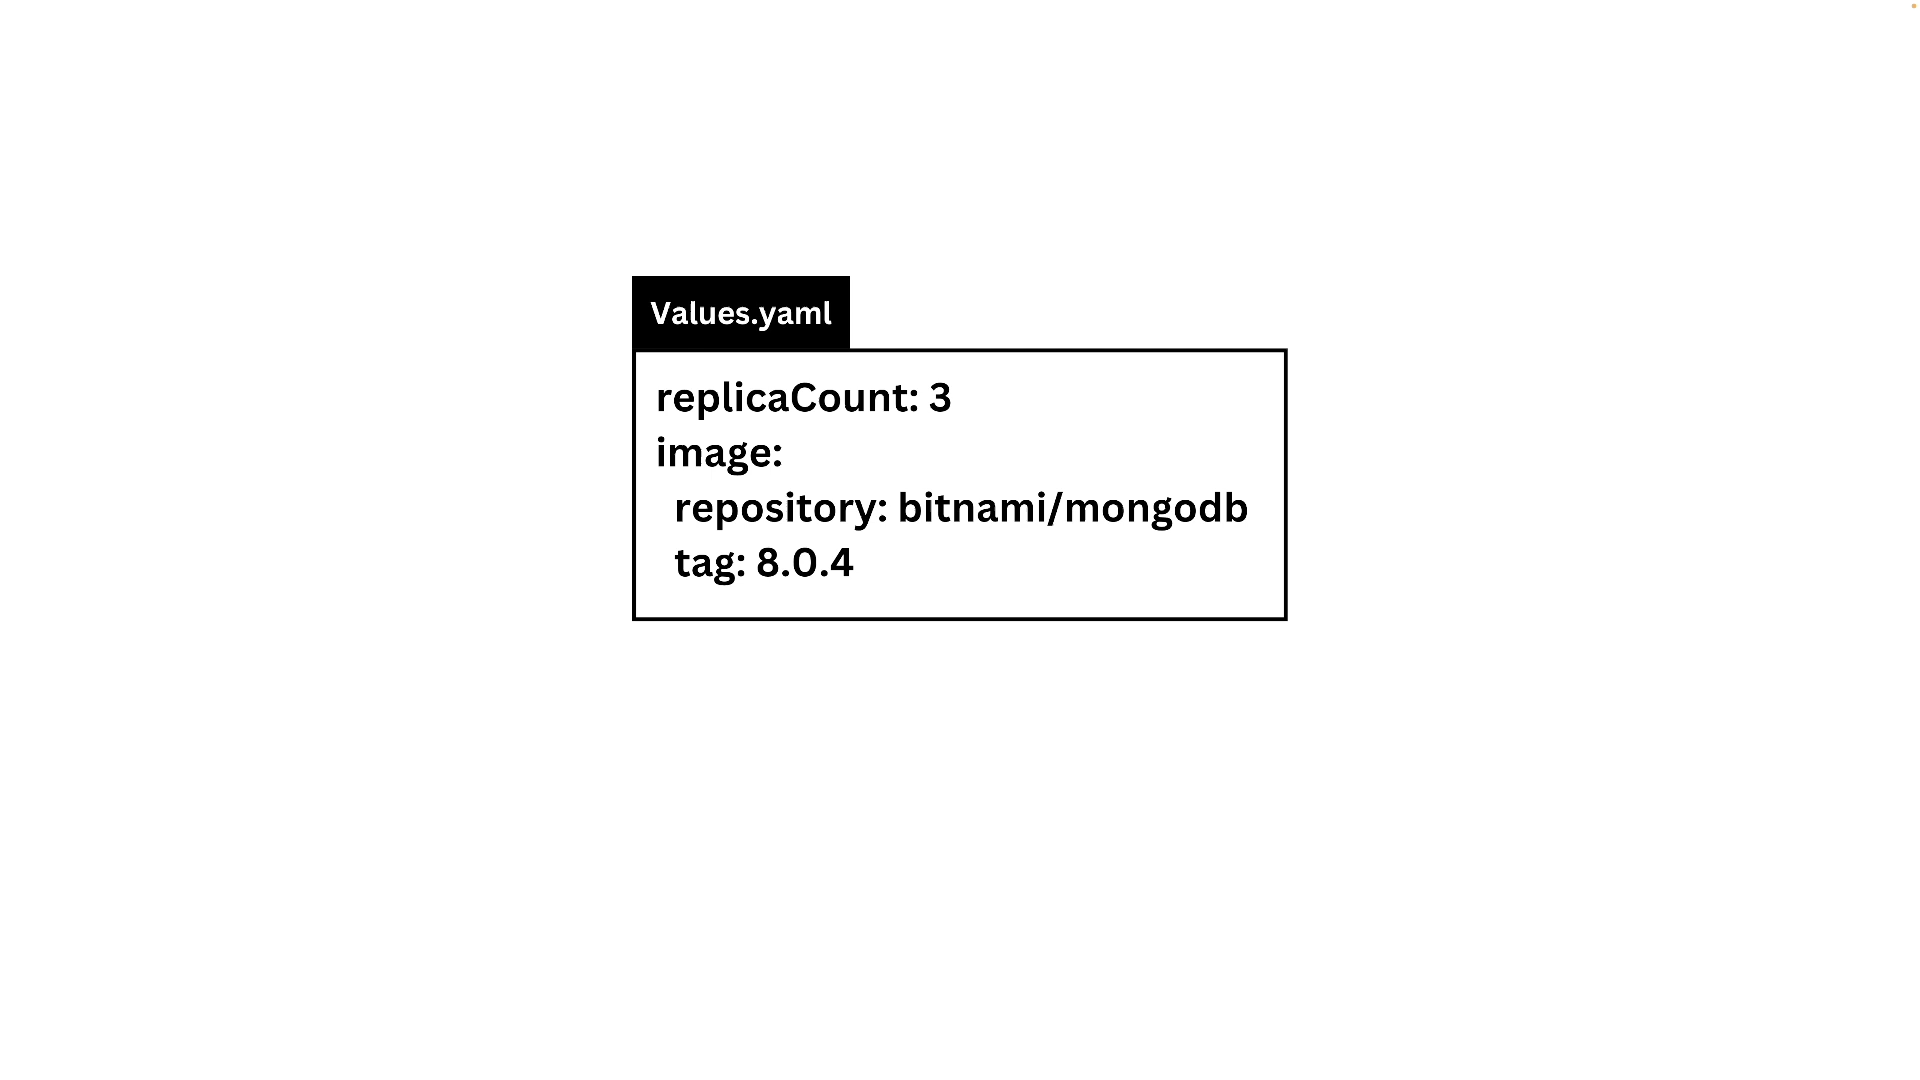 Values.yaml
replicaCount: 3
image:
  repository: bitnami/mongodb
  tag: 8.0.4